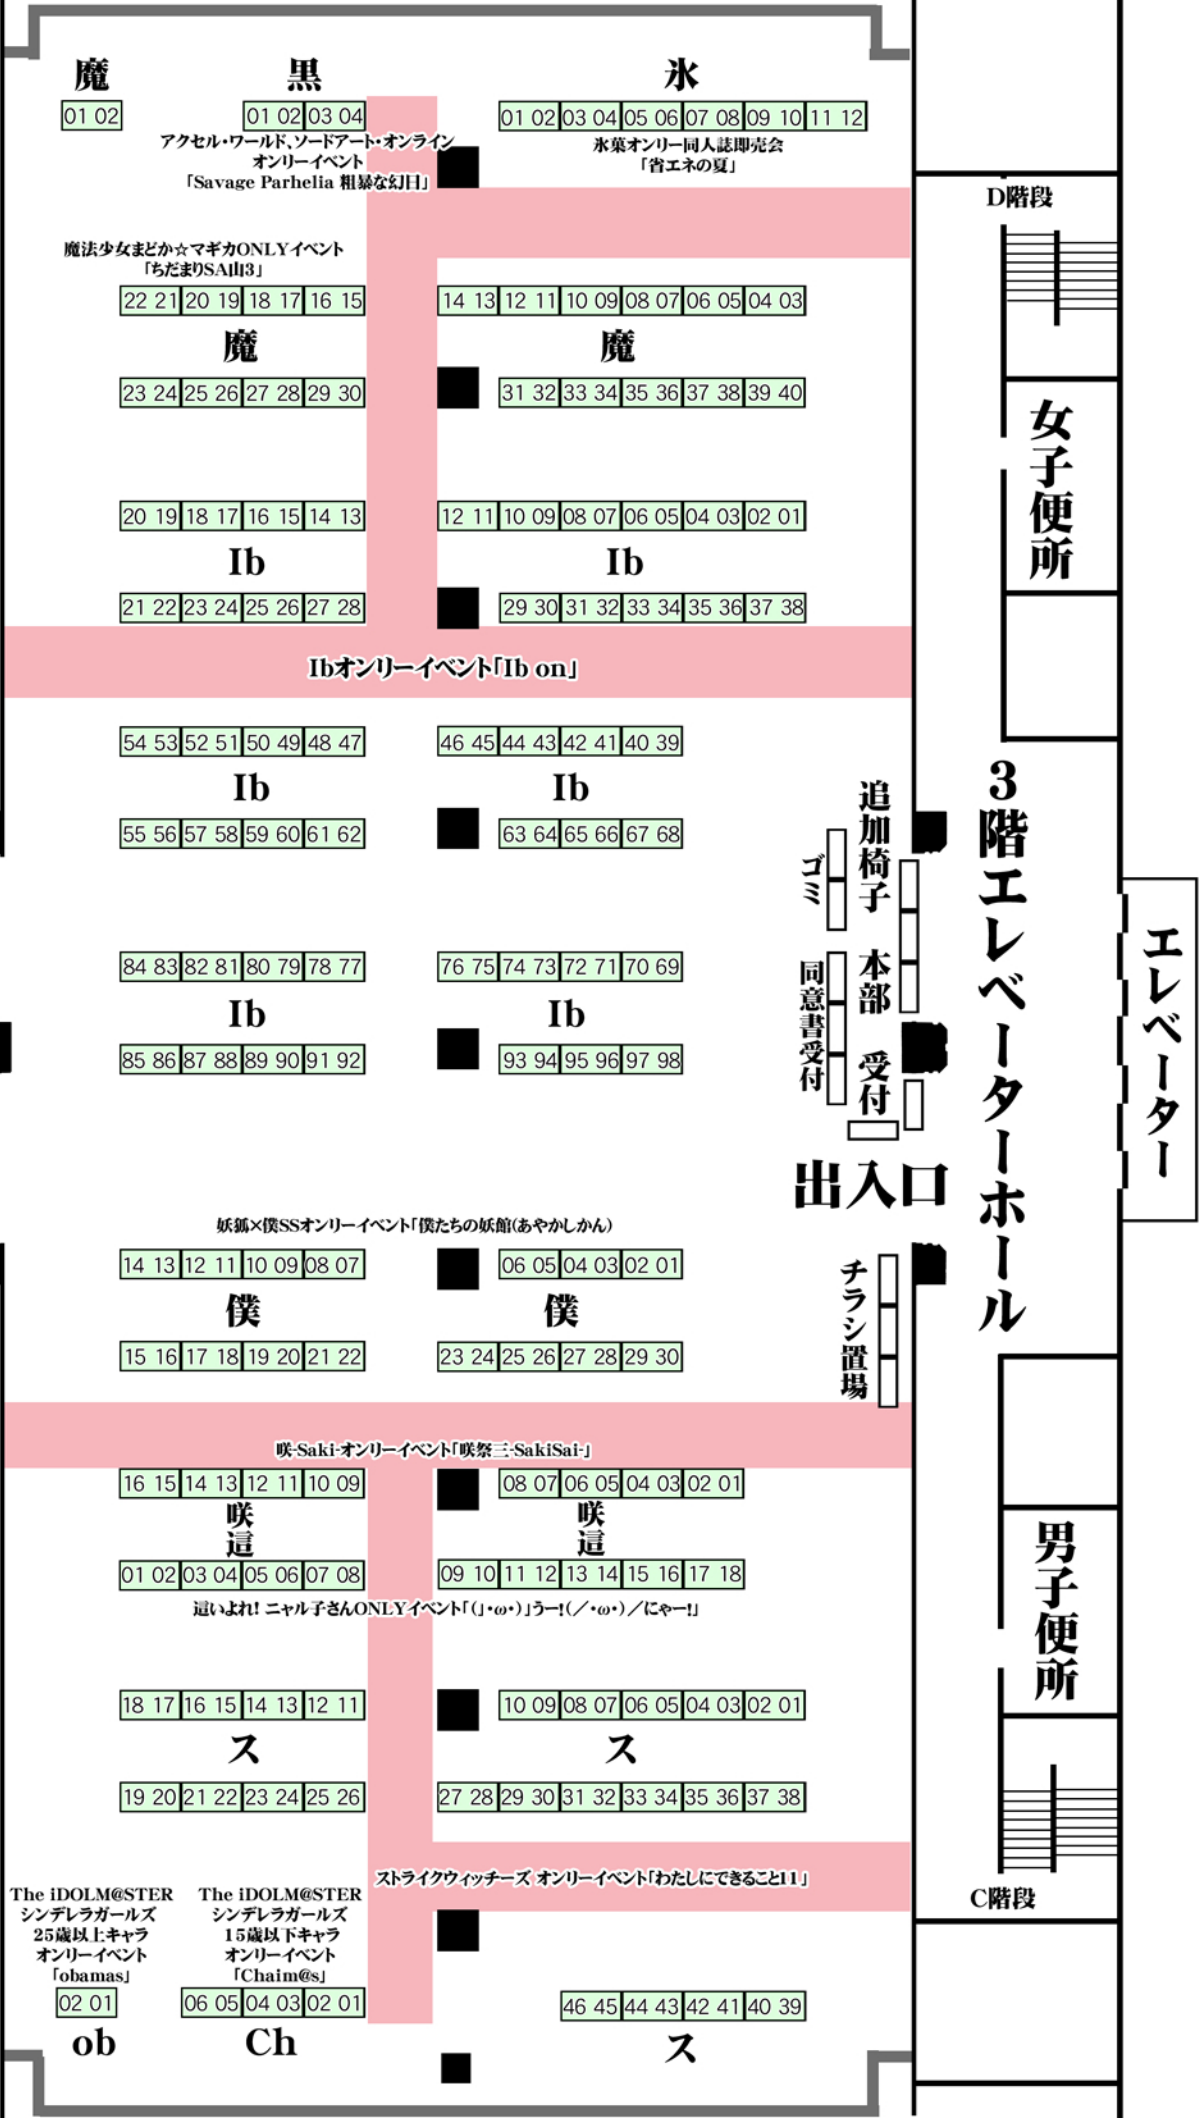 魔 黒 氷
01 02 01 02 03 04 01 02 03 04 05 06 07 08 09 10 11 12
アクセル・ワールド、ソードアート・オンライン
オンリーイベント
「Savage Parhelia 粗暴な幻日」
氷菓オンリー同人誌即売会
「省エネの夏」
D階段
魔法少女まどか☆マギカONLYイベント
「ちだまりSA山3」
22 21 20 19 18 17 16 15 14 13 12 11 10 09 08 07 06 05 04 03
魔 魔
23 24 25 26 27 28 29 30 31 32 33 34 35 36 37 38 39 40
女子便所
20 19 18 17 16 15 14 13 12 11 10 09 08 07 06 05 04 03 02 01
Ib Ib
21 22 23 24 25 26 27 28 29 30 31 32 33 34 35 36 37 38
Ibオンリーイベント「Ib on」
54 53 52 51 50 49 48 47 46 45 44 43 42 41 40 39
Ib Ib
55 56 57 58 59 60 61 62 63 64 65 66 67 68
追加椅子
ゴミ
3階エレベーターホール
エレベーター
84 83 82 81 80 79 78 77 76 75 74 73 72 71 70 69
Ib Ib
85 86 87 88 89 90 91 92 93 94 95 96 97 98
本部
同意書受付
受付
出入口
妖狐×僕SSオンリーイベント「僕たちの妖館(あやかしかん)
14 13 12 11 10 09 08 07 06 05 04 03 02 01
僕 僕
15 16 17 18 19 20 21 22 23 24 25 26 27 28 29 30
チラシ置場
咲-Saki-オンリーイベント「咲祭三-SakiSai-」
16 15 14 13 12 11 10 09 08 07 06 05 04 03 02 01
咲 咲
這 這
01 02 03 04 05 06 07 08 09 10 11 12 13 14 15 16 17 18
這いよれ! ニャル子さんONLYイベント「(」・ω・)」うー!(／・ω・)／にゃー!」
男子便所
18 17 16 15 14 13 12 11 10 09 08 07 06 05 04 03 02 01
ス ス
19 20 21 22 23 24 25 26 27 28 29 30 31 32 33 34 35 36 37 38
ストライクウィッチーズ オンリーイベント「わたしにできること11」
C階段
The iDOLM@STER
シンデレラガールズ
25歳以上キャラ
オンリーイベント
「obamas」
02 01
ob
The iDOLM@STER
シンデレラガールズ
15歳以下キャラ
オンリーイベント
「Chaim@s」
06 05 04 03 02 01
Ch
46 45 44 43 42 41 40 39
ス